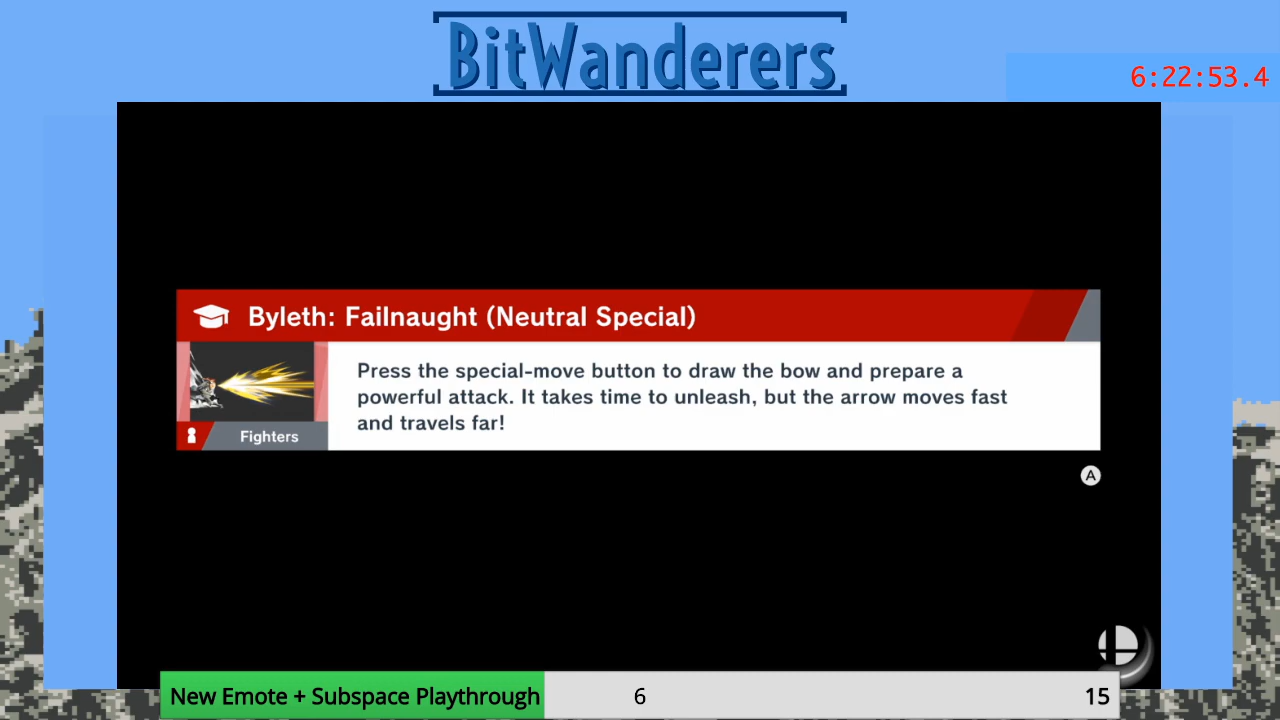 BitWanderers
6:22:53.4
Byleth: Failnaught (Neutral Special)
Press the special-move button to draw the bow and prepare a
powerful attack. It takes time to unleash, but the arrow moves fast
and travels far!
Fighters
A
New Emote + Subspace Playthrough 6 15